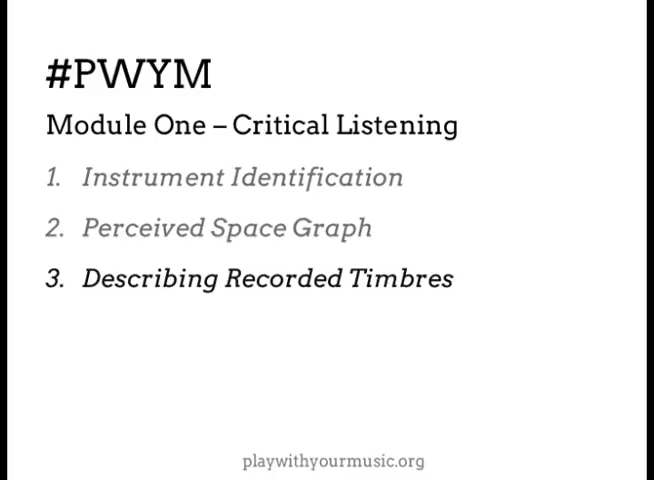 #PWYM
Module One – Critical Listening
1. Instrument Identification
2. Perceived Space Graph
3. Describing Recorded Timbres
playwithyourmusic.org